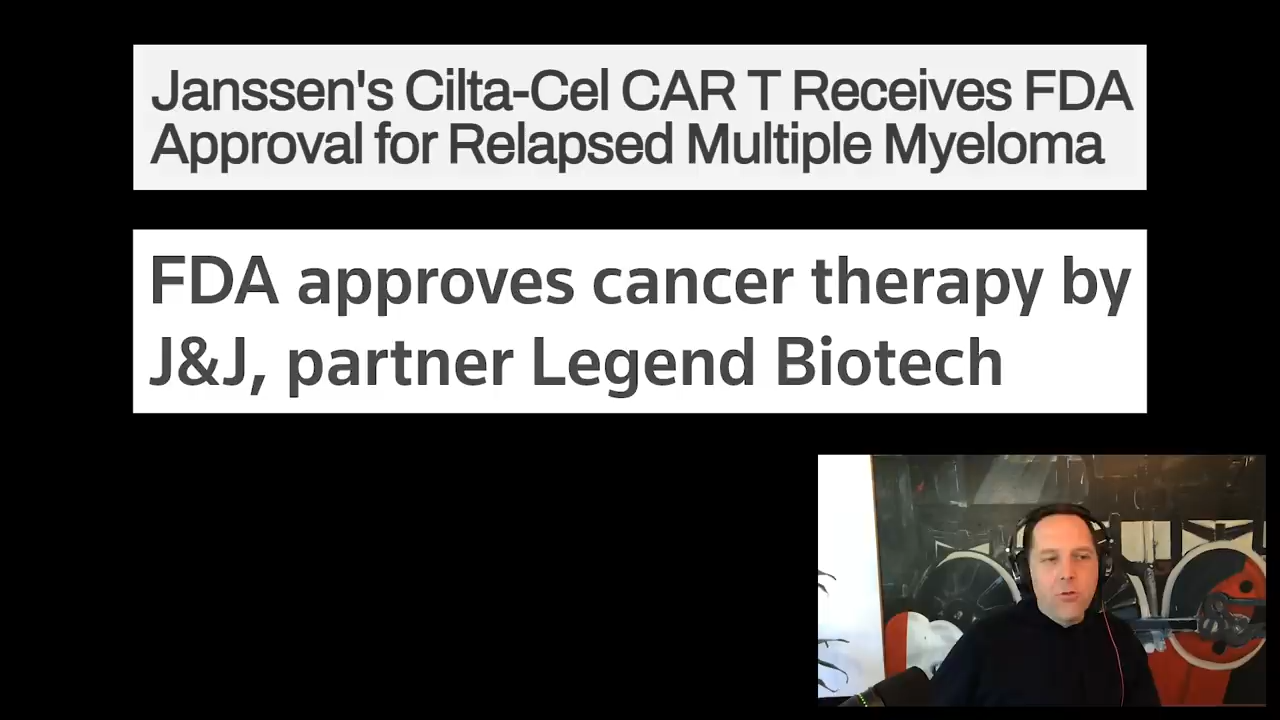 Janssen's Cilta-Cel CAR T Receives FDA
Approval for Relapsed Multiple Myeloma
FDA approves cancer therapy by
J&J, partner Legend Biotech